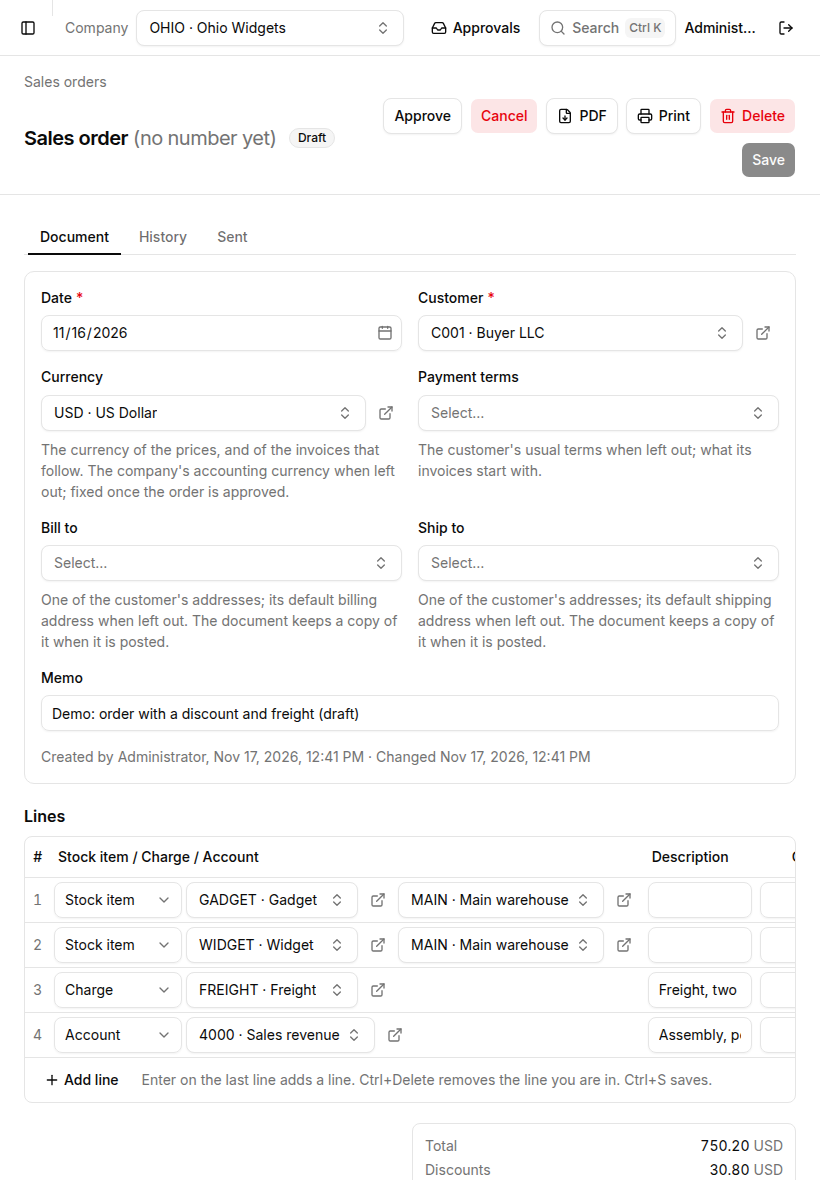 Company OHIO · Ohio Widgets Approvals Search Ctrl K Administ...
Sales orders
Sales order (no number yet) Draft Approve Cancel PDF Print Delete
Save
Document History Sent
Date * Customer *
11/16/2026 C001 · Buyer LLC
Currency Payment terms
USD · US Dollar Select...
The currency of the prices, and of the invoices that The customer's usual terms when left out; what its
follow. The company's accounting currency when left invoices start with.
out; fixed once the order is approved.
Bill to Ship to
Select... Select...
One of the customer's addresses; its default billing One of the customer's addresses; its default shipping
address when left out. The document keeps a copy of address when left out. The document keeps a copy of
it when it is posted. it when it is posted.
Memo
Demo: order with a discount and freight (draft)
Created by Administrator, Nov 17, 2026, 12:41 PM · Changed Nov 17, 2026, 12:41 PM
Lines
# Stock item / Charge / Account Description
1 Stock item GADGET · Gadget MAIN · Main warehouse
2 Stock item WIDGET · Widget MAIN · Main warehouse
3 Charge FREIGHT · Freight Freight, two
4 Account 4000 · Sales revenue Assembly,
+ Add line Enter on the last line adds a line. Ctrl+Delete removes the line you are in. Ctrl+S saves.
Total 750.20 USD
Discounts 30.80 USD